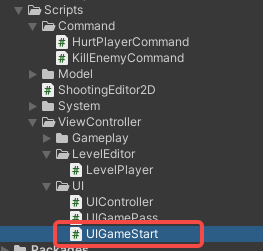 Scripts
Command
HurtPlayerCommand
KillEnemyCommand
Model
ShootingEditor2D
System
ViewController
Gameplay
LevelEditor
LevelPlayer
UI
UIController
UIGamePass
UIGameStart
Packages